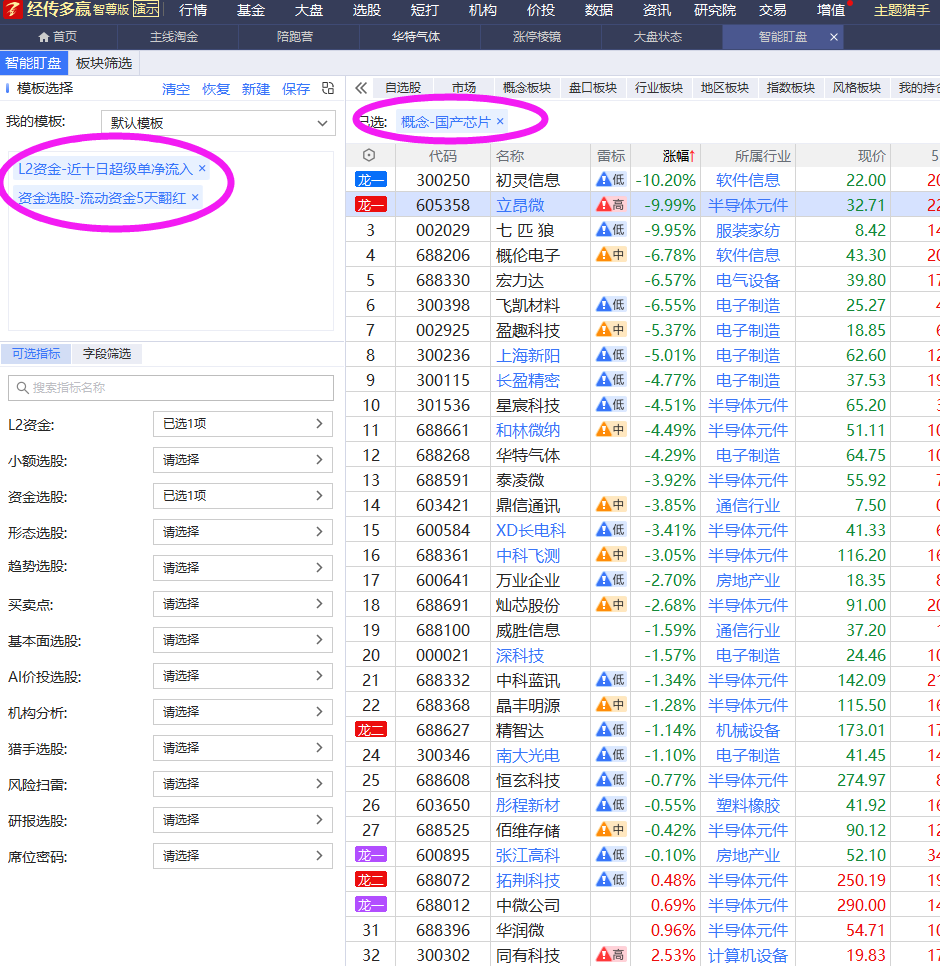 经传多赢 智尊版 演示 行情 基金 大盘 选股 短打 机构 价投 数据 资讯 研究院 交易 增值 主题猎手
首页 主线淘金 陪跑营 华特气体 涨停棱镜 大盘状态 智能盯盘 ×
智能盯盘 板块筛选
模板选择 清空 恢复 新建 保存
自选股 市场 概念板块 盘口板块 行业板块 地区板块 指数板块 风格板块 我的持仓
我的模板: 默认模板
已选: 概念-国产芯片 ×
L2资金-近十日超级单净流入 ×
资金选股-流动资金5天翻红 ×
可选指标 字段筛选
搜索指标名称
L2资金: 已选1项
小额选股: 请选择
资金选股: 已选1项
形态选股: 请选择
趋势选股: 请选择
买卖点: 请选择
基本面选股: 请选择
AI价投选股: 请选择
机构分析: 请选择
猎手选股: 请选择
风险扫雷: 请选择
研报选股: 请选择
席位密码: 请选择
代码 名称 雷标 涨幅↑ 所属行业 现价 5
龙一 300250 初灵信息 低 -10.20% 软件信息 22.00 20
龙一 605358 立昂微 高 -9.99% 半导体元件 32.71 22
3 002029 七 匹 狼 低 -9.95% 服装家纺 8.42 14
4 688206 概伦电子 中 -6.78% 软件信息 43.30 20
5 688330 宏力达 -6.57% 电气设备 39.80 17
6 300398 飞凯材料 低 -6.55% 电子制造 25.27 4
7 002925 盈趣科技 中 -5.37% 电子制造 18.85 6
8 300236 上海新阳 低 -5.01% 电子制造 62.60 12
9 300115 长盈精密 低 -4.77% 电子制造 37.53 19
10 301536 星宸科技 低 -4.51% 半导体元件 65.20 3
11 688661 和林微纳 中 -4.49% 半导体元件 51.11 10
12 688268 华特气体 -4.29% 电子制造 64.75 10
13 688591 泰凌微 -3.92% 半导体元件 55.92 7
14 603421 鼎信通讯 中 -3.85% 通信行业 7.50 0
15 600584 XD长电科 低 -3.41% 半导体元件 41.33 6
16 688361 中科飞测 中 -3.05% 半导体元件 116.20 16
17 600641 万业企业 低 -2.70% 房地产业 18.35 8
18 688691 灿芯股份 中 -2.68% 半导体元件 91.00 20
19 688100 威胜信息 -1.59% 通信行业 37.20 1
20 000021 深科技 -1.57% 电子制造 24.46 10
21 688332 中科蓝讯 低 -1.34% 半导体元件 142.09 21
22 688368 晶丰明源 中 -1.28% 半导体元件 115.50 16
龙二 688627 精智达 低 -1.14% 机械设备 173.01 17
24 300346 南大光电 低 -1.10% 电子制造 41.45 14
25 688608 恒玄科技 低 -0.77% 半导体元件 274.97 8
26 603650 彤程新材 低 -0.55% 塑料橡胶 41.92 16
27 688525 佰维存储 中 -0.42% 半导体元件 90.12 12
龙一 600895 张江高科 低 -0.10% 房地产业 52.10 34
龙二 688072 拓荆科技 低 0.48% 半导体元件 250.19 19
龙一 688012 中微公司 0.69% 半导体元件 290.00 14
31 688396 华润微 0.96% 半导体元件 54.71 10
32 300302 同有科技 高 2.53% 计算机设备 19.83 17